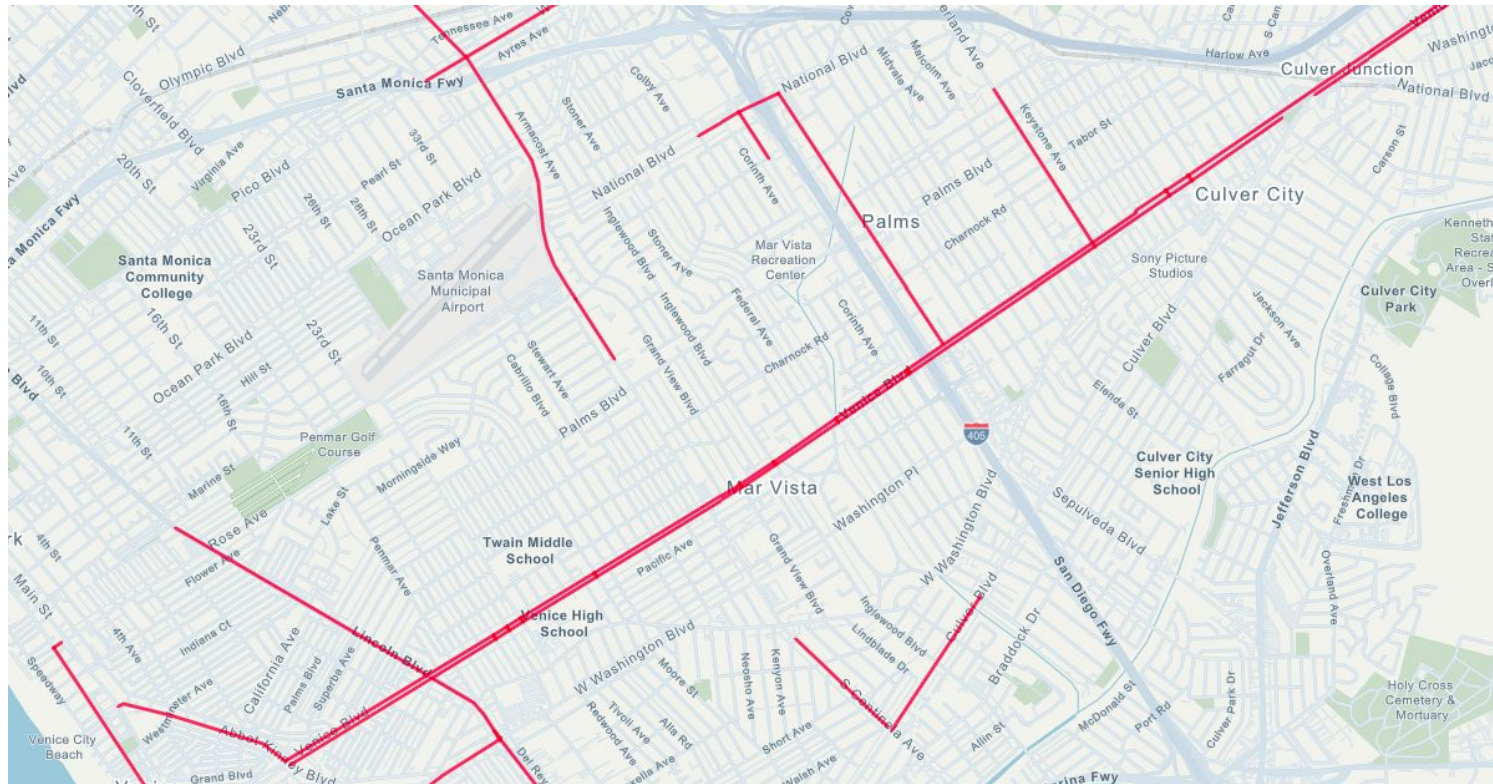 Tennessee Ave
Ayres Ave
Harlow Ave
S Can
Washington
Olympic Blvd
Santa Monica Fwy
Colby Ave
National Blvd
Midvale Ave
Malcolm Ave
Culver Junction
National Blvd
Cloverfield Blvd
20th St
Virginia Ave
Pico Blvd
33rd St
Pearl St
26th St
28th St
Ocean Park Blvd
23rd St
Armacost Ave
Stoner Ave
National Blvd
Corinth Ave
Keystone Ave
Tabor St
Carson St
Palms Blvd
Charnock Rd
Palms
Culver City
Santa Monica
Community
College
Santa Monica
Municipal
Airport
Inglewood Blvd
Stoner Ave
Mar Vista
Recreation
Center
Sony Picture
Studios
Culver City
Park
11th St
16th St
23rd St
Inglewood Blvd
Federal Ave
Corinth Ave
Charnock Rd
Culver Blvd
Jackson Ave
Farragut Dr
Ocean Park Blvd
Hill St
10th St
16th St
11th St
Stewart Ave
Cabrillo Blvd
Grand View Blvd
Palms Blvd
Venice Blvd
Elenda St
College Blvd
405
Penmar Golf
Course
Morningside Way
Marine St
Lake St
Rose Ave
Mar Vista
Washington Pl
Culver City
Senior High
School
Jefferson Blvd
Freshman Dr
West Los
Angeles
College
Sepulveda Blvd
4th St
Main St
Flower Ave
Penmar Ave
Twain Middle
School
Pacific Ave
Grand View Blvd
W Washington Blvd
San Diego Fwy
Overland Ave
4th Ave
Indiana Ct
Speedway
Lincoln Blvd
Venice High
School
W Washington Blvd
Inglewood Blvd
Lindblade Dr
Culver Blvd
Braddock Dr
California Ave
Palms Blvd
Superba Ave
Moore St
Neosho Ave
Kenyon Ave
S Centinela Ave
McDonald St
Port Rd
Culver Park Dr
Holy Cross
Cemetery &
Mortuary
Venice City
Beach
Abbot Kinney Blvd
Venice Blvd
Grand Blvd
Del Rey
Redwood Ave
Tivoli Ave
Alla Rd
Short Ave
Walsh Ave
Allin St